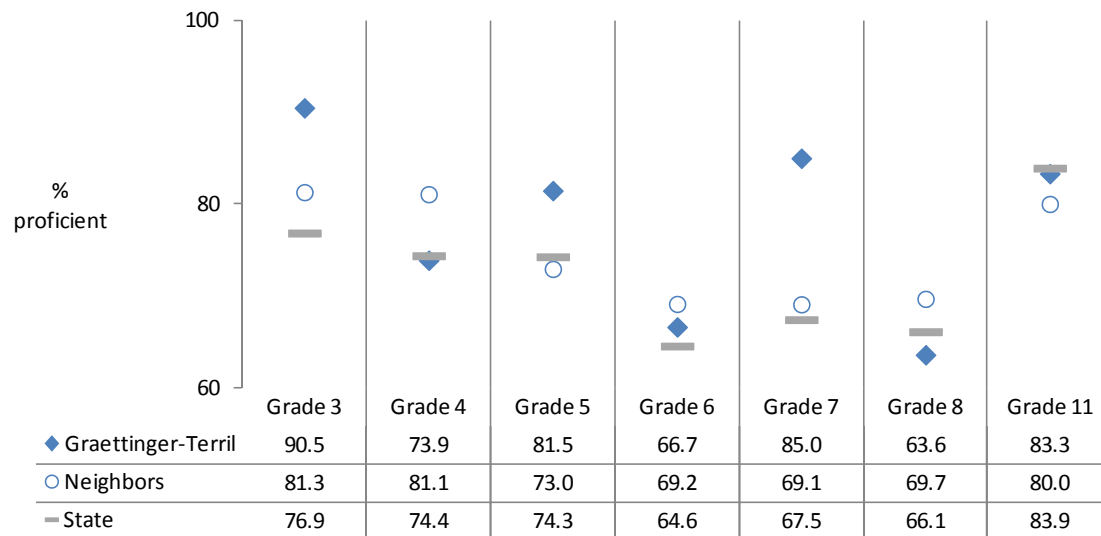 100
80
60
%
proficient
Grade 3 Grade 4 Grade 5 Grade 6 Grade 7 Grade 8 Grade 11
Graettinger-Terril 90.5 73.9 81.5 66.7 85.0 63.6 83.3
Neighbors 81.3 81.1 73.0 69.2 69.1 69.7 80.0
State 76.9 74.4 74.3 64.6 67.5 66.1 83.9